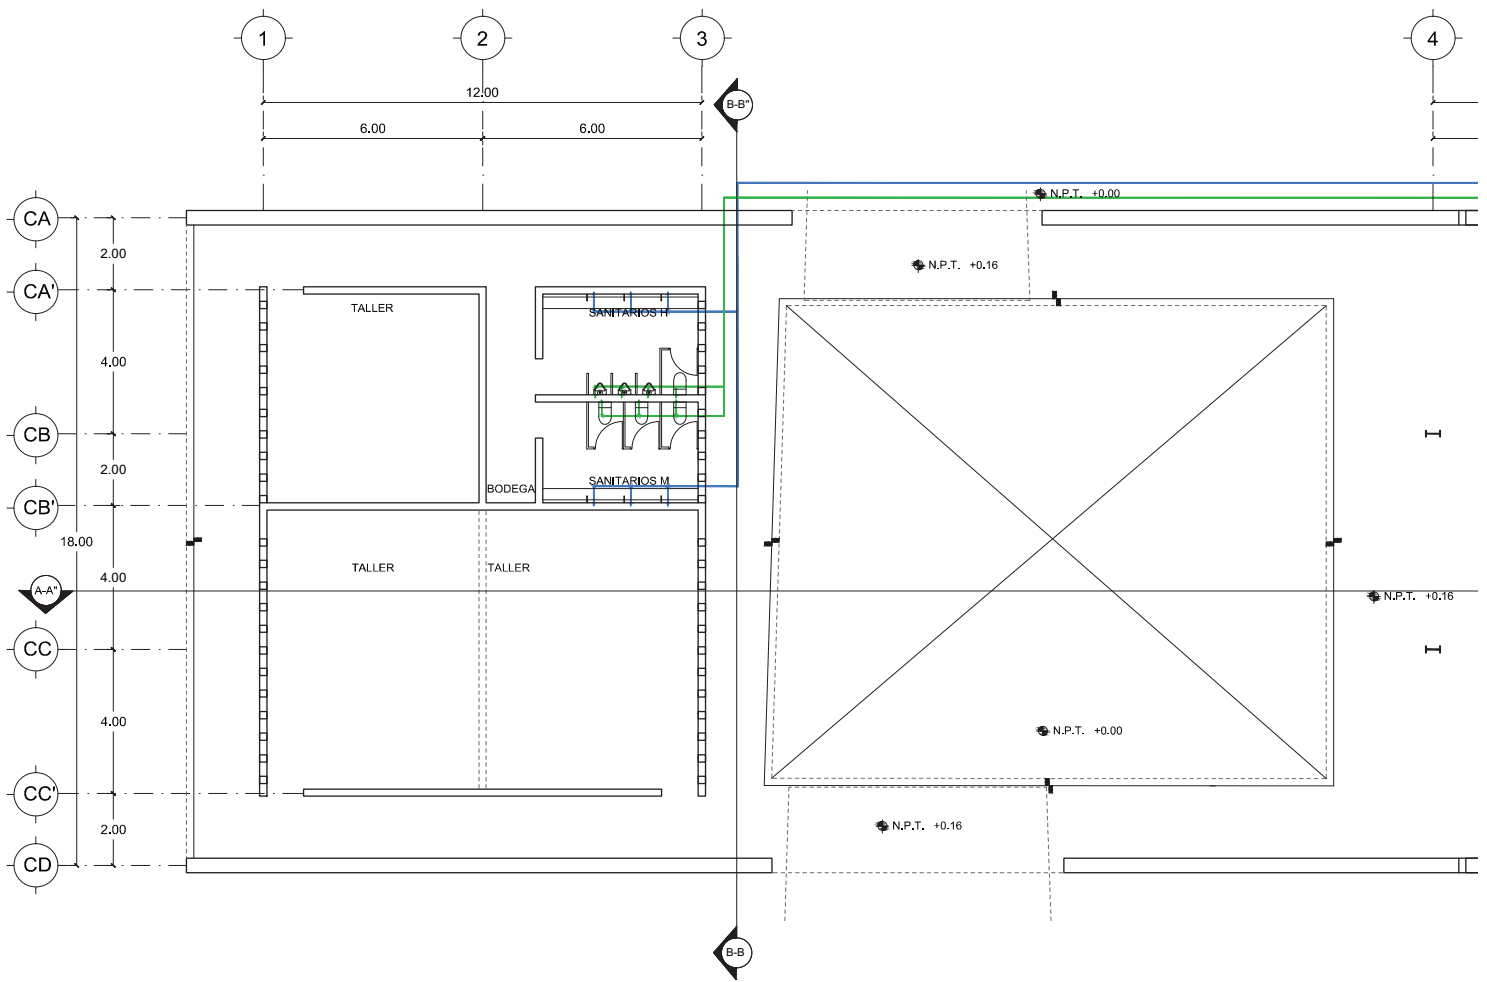 1
2
3
4
12.00
B-B"
6.00
6.00
N.P.T. +0.00
CA
2.00
N.P.T. +0.16
CA'
TALLER
SANITARIOS H
4.00
CB
2.00
SANITARIOS M
BODEGA
CB'
18.00
TALLER
TALLER
4.00
A-A"
N.P.T. +0.16
CC
4.00
N.P.T. +0.00
CC'
2.00
N.P.T. +0.16
CD
B-B